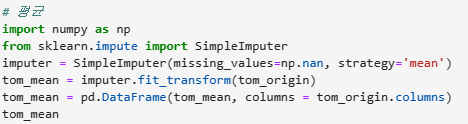 # 평균
import numpy as np
from sklearn.impute import SimpleImputer
imputer = SimpleImputer(missing_values=np.nan, strategy='mean')
tom_mean = imputer.fit_transform(tom_origin)
tom_mean = pd.DataFrame(tom_mean, columns = tom_origin.columns)
tom_mean